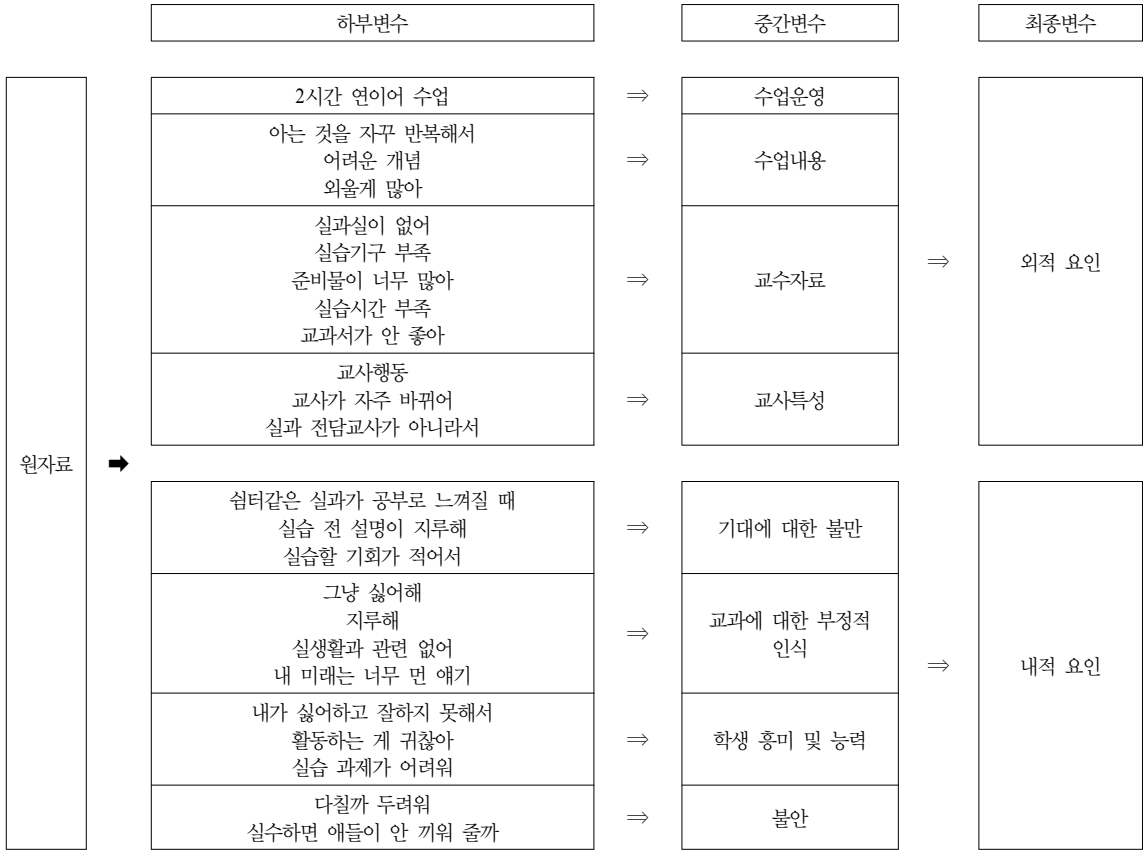 하부변수
중간변수
최종변수
원자료
➡
2시간 연이어 수업
⇒
수업운영
아는 것을 자꾸 반복해서
어려운 개념
외울게 많아
⇒
수업내용
실과실이 없어
실습기구 부족
준비물이 너무 많아
실습시간 부족
교과서가 안 좋아
⇒
교수자료
교사행동
교사가 자주 바뀌어
실과 전담교사가 아니라서
⇒
교사특성
⇒
외적 요인
쉼터같은 실과가 공부로 느껴질 때
실습 전 설명이 지루해
실습할 기회가 적어서
⇒
기대에 대한 불만
그냥 싫어해
지루해
실생활과 관련 없어
내 미래는 너무 먼 얘기
⇒
교과에 대한 부정적
인식
내가 싫어하고 잘하지 못해서
활동하는 게 귀찮아
실습 과제가 어려워
⇒
학생 흥미 및 능력
다칠까 두려워
실수하면 애들이 안 끼워 줄까
⇒
불안
⇒
내적 요인